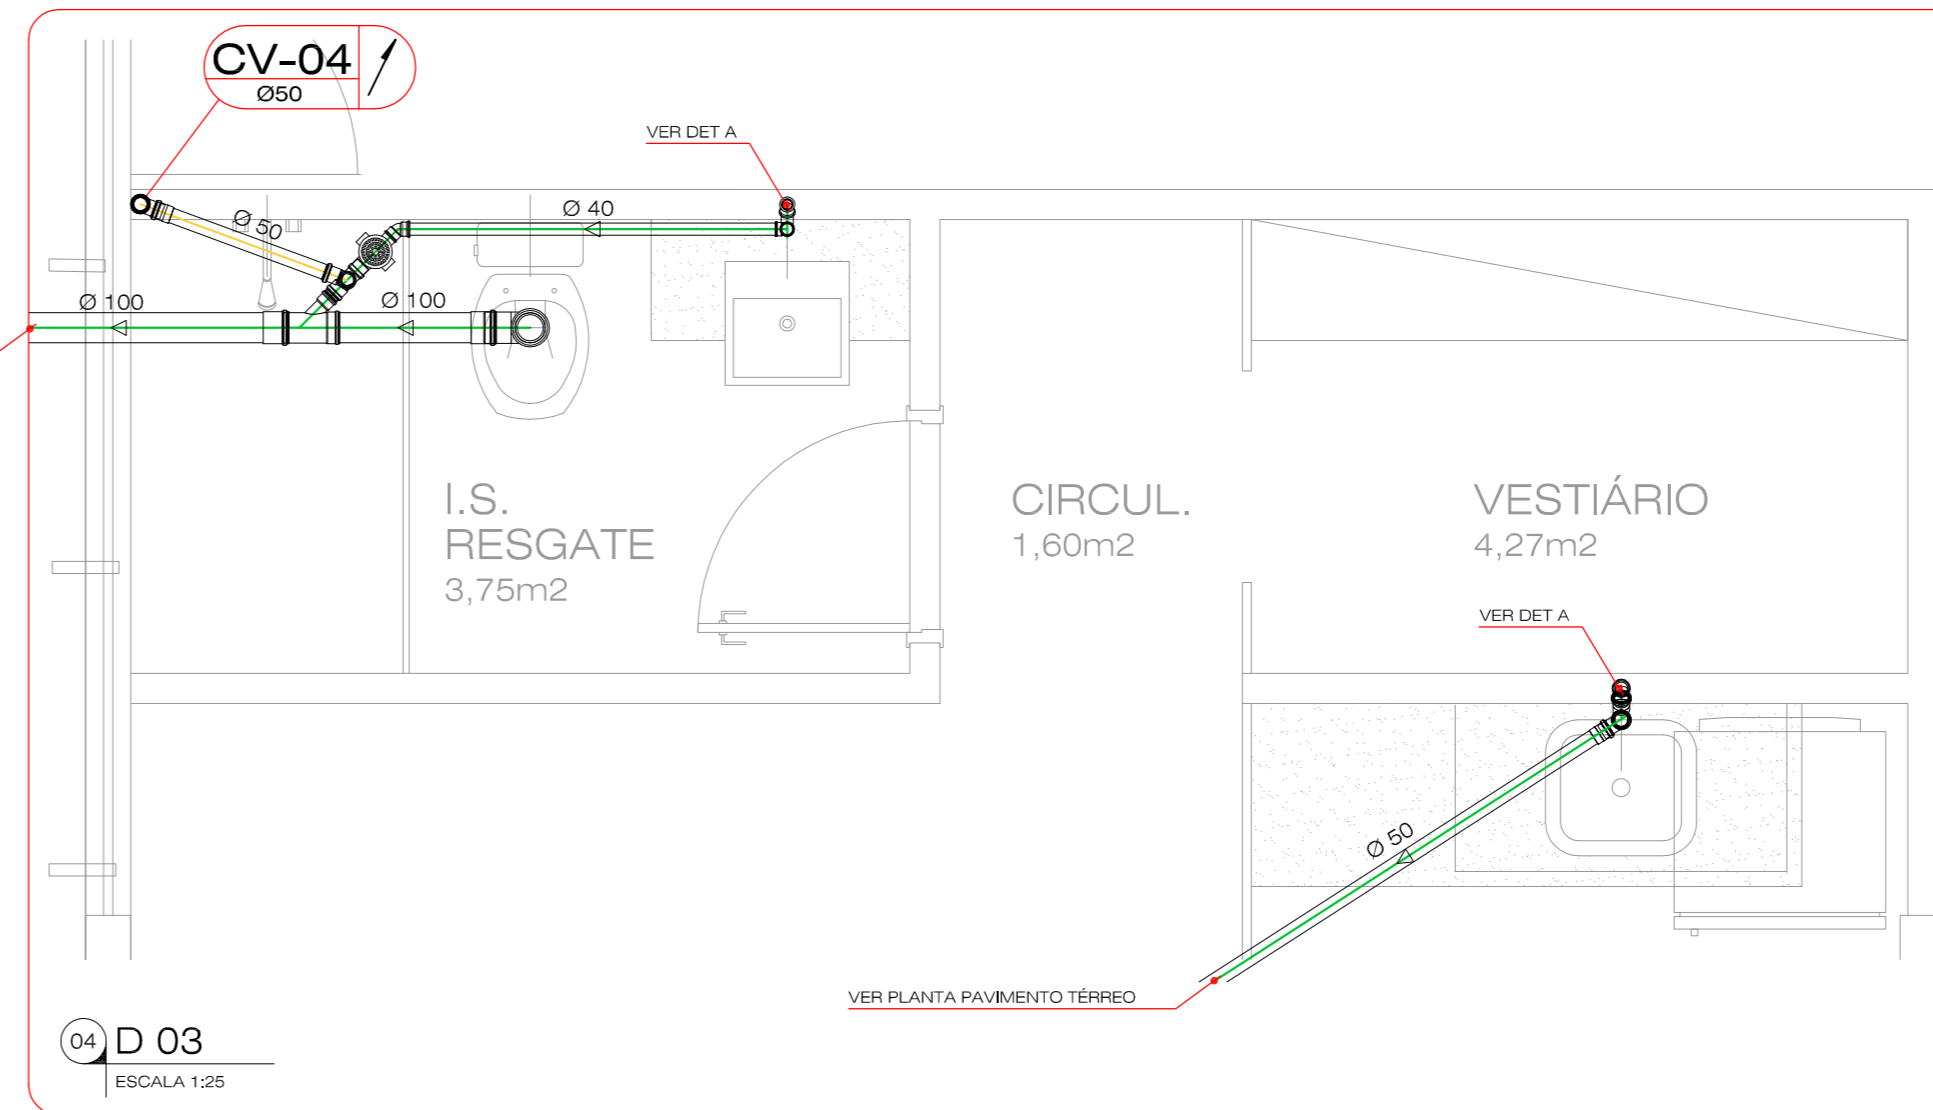 CV-04
Ø50
VER DET A
Ø 50
Ø 40
Ø 100
Ø 100
I.S.
RESGATE
3,75m2
CIRCUL.
1,60m2
VESTIÁRIO
4,27m2
VER DET A
Ø 50
VER PLANTA PAVIMENTO TÉRREO
04
D 03
ESCALA 1:25